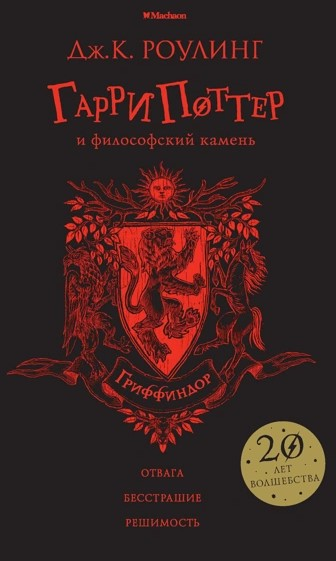 Machaon
Дж.К. РОУЛИНГ
ГАРРИ ПОТТЕР
и философский камень
ГРИФФИНДОР
ОТВАГА
БЕССТРАШИЕ
РЕШИМОСТЬ
20
ЛЕТ
ВОЛШЕБСТВА